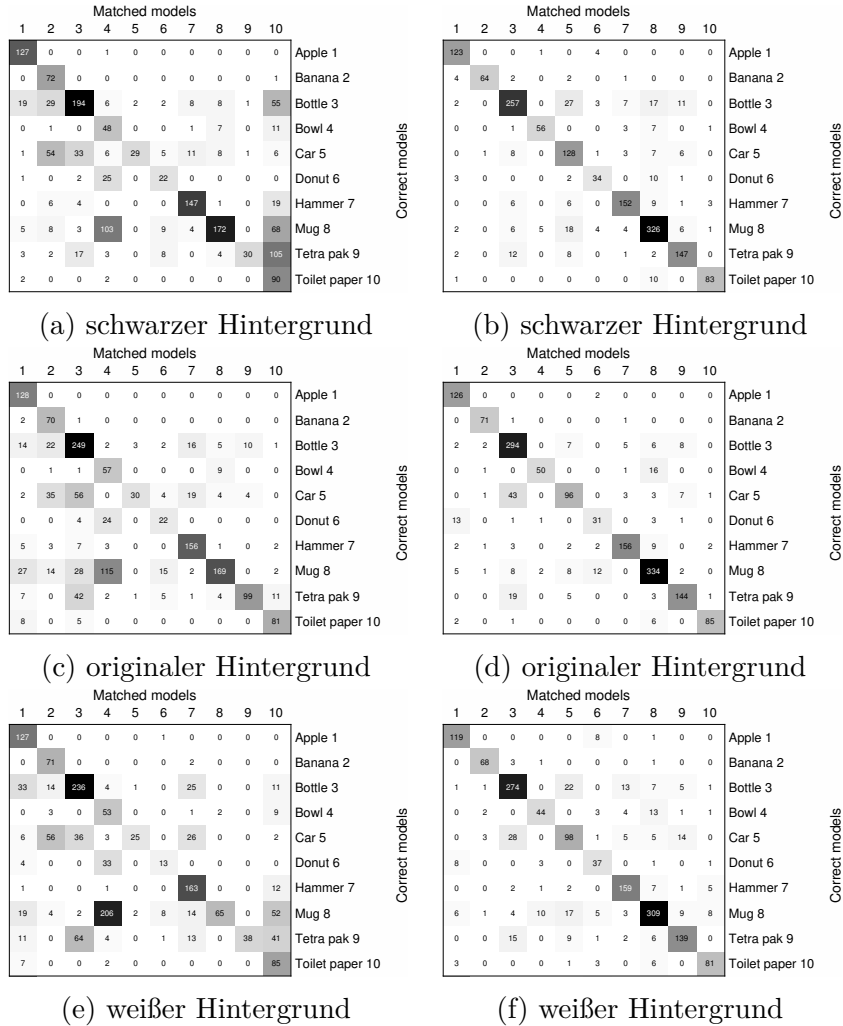 Matched models
1 2 3 4 5 6 7 8 9 10
127 0 0 1 0 0 0 0 0 0 Apple 1
0 72 0 0 0 0 0 0 0 1 Banana 2
19 29 194 6 2 2 8 8 1 55 Bottle 3
0 1 0 48 0 0 1 7 0 11 Bowl 4
1 54 33 6 29 5 11 8 1 6 Car 5
1 0 2 25 0 22 0 0 0 0 Donut 6
0 6 4 0 0 0 147 1 0 19 Hammer 7
5 8 3 103 0 9 4 172 0 68 Mug 8
3 2 17 3 0 8 0 4 30 105 Tetra pak 9
2 0 0 2 0 0 0 0 0 90 Toilet paper 10
Correct models
(a) schwarzer Hintergrund
Matched models
1 2 3 4 5 6 7 8 9 10
123 0 0 1 0 4 0 0 0 0 Apple 1
4 64 2 0 2 0 1 0 0 0 Banana 2
2 0 257 0 27 3 7 17 11 0 Bottle 3
0 0 1 56 0 0 3 7 0 1 Bowl 4
0 1 8 0 128 1 3 7 6 0 Car 5
3 0 0 0 2 34 0 10 1 0 Donut 6
0 0 6 0 6 0 152 9 1 3 Hammer 7
2 0 6 5 18 4 4 326 6 1 Mug 8
2 0 12 0 8 0 1 2 147 0 Tetra pak 9
1 0 0 0 0 0 0 10 0 83 Toilet paper 10
Correct models
(b) schwarzer Hintergrund
Matched models
1 2 3 4 5 6 7 8 9 10
128 0 0 0 0 0 0 0 0 0 Apple 1
2 70 1 0 0 0 0 0 0 0 Banana 2
14 22 249 2 3 2 16 5 10 1 Bottle 3
0 1 1 57 0 0 0 9 0 0 Bowl 4
2 35 56 0 30 4 19 4 4 0 Car 5
0 0 4 24 0 22 0 0 0 0 Donut 6
5 3 7 3 0 0 156 1 0 2 Hammer 7
27 14 28 115 0 15 2 169 2 0 Mug 8
7 0 42 2 1 5 1 4 99 11 Tetra pak 9
8 0 5 0 0 0 0 0 0 81 Toilet paper 10
Correct models
(c) originaler Hintergrund
Matched models
1 2 3 4 5 6 7 8 9 10
126 0 0 0 0 2 0 0 0 0 Apple 1
0 71 1 0 0 0 1 0 0 0 Banana 2
2 2 294 0 7 0 5 6 8 0 Bottle 3
0 1 1 50 0 0 0 16 0 0 Bowl 4
0 1 43 0 96 0 3 3 7 1 Car 5
13 0 1 1 0 31 0 3 1 0 Donut 6
2 1 3 0 2 2 156 9 0 2 Hammer 7
5 1 8 2 8 12 0 334 2 0 Mug 8
0 0 19 0 5 0 0 3 144 1 Tetra pak 9
2 0 1 0 0 0 0 6 0 85 Toilet paper 10
Correct models
(d) originaler Hintergrund
Matched models
1 2 3 4 5 6 7 8 9 10
127 0 0 0 0 1 0 0 0 0 Apple 1
0 71 0 0 0 0 2 0 0 0 Banana 2
33 14 236 4 1 0 25 0 0 11 Bottle 3
0 3 0 53 0 0 1 2 0 9 Bowl 4
6 56 36 3 25 0 26 0 0 2 Car 5
4 0 0 33 0 13 0 0 0 0 Donut 6
1 0 0 1 0 0 163 0 0 12 Hammer 7
19 4 2 206 2 8 14 65 0 52 Mug 8
11 0 64 4 0 1 13 0 38 41 Tetra pak 9
7 0 0 2 0 0 0 0 0 85 Toilet paper 10
Correct models
(e) weißer Hintergrund
Matched models
1 2 3 4 5 6 7 8 9 10
119 0 0 0 0 8 0 1 0 0 Apple 1
0 68 3 1 0 0 1 0 0 0 Banana 2
1 1 274 0 22 0 13 7 5 1 Bottle 3
0 2 0 44 0 3 4 13 1 1 Bowl 4
0 3 28 0 98 1 5 5 14 0 Car 5
8 0 0 3 0 37 0 1 0 1 Donut 6
0 0 2 1 2 0 159 7 1 5 Hammer 7
6 1 4 10 17 5 3 309 9 8 Mug 8
0 0 15 0 9 1 2 6 139 0 Tetra pak 9
3 0 0 0 1 3 0 6 0 81 Toilet paper 10
Correct models
(f) weißer Hintergrund